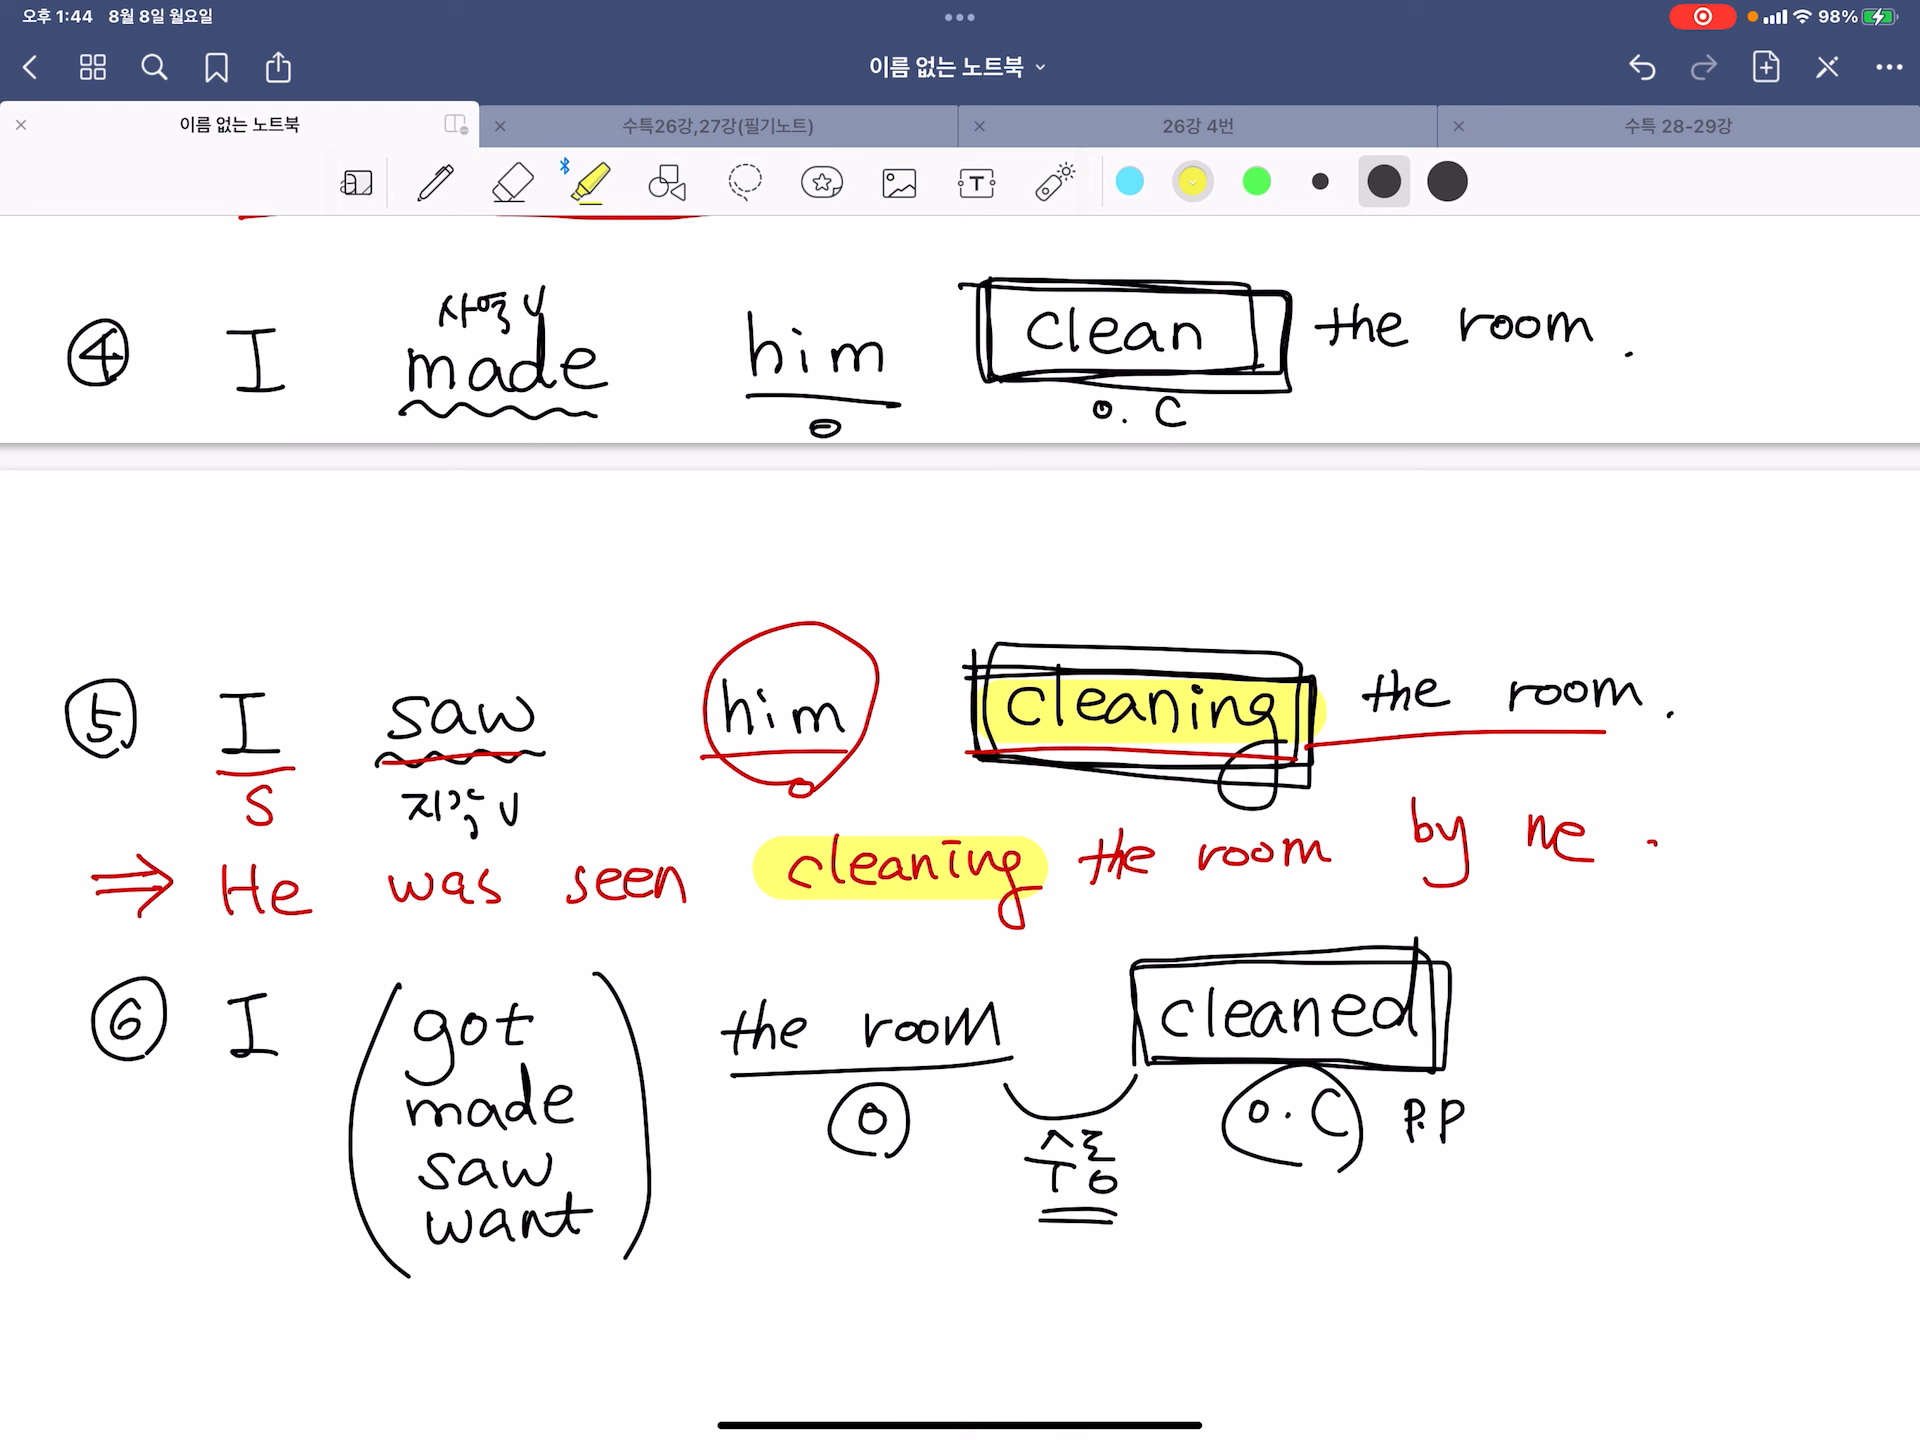 오후 1:44 8월 8일 월요일 98%
이름 없는 노트북
이름 없는 노트북 수특26강,27강(필기노트) 26강 4번 수특 28-29강
사역 V
④ I made him clean the room.
O O.C
⑤ I saw him cleaning the room.
S 지각 V O
⇒ He was seen cleaning the room by me.
⑥ I (got the room cleaned
made O O.C P.P
saw 수동
want)